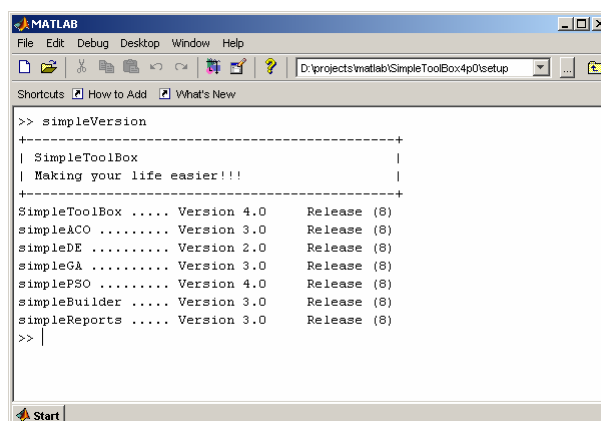 MATLAB
File Edit Debug Desktop Window Help
D:\projects\matlab\SimpleToolBox4p0\setup
...
Shortcuts How to Add What's New
>> simpleVersion
+----------------------------------------------+
| SimpleToolBox |
| Making your life easier!!! |
+----------------------------------------------+
SimpleToolBox ..... Version 4.0 Release (8)
simpleACO ......... Version 3.0 Release (8)
simpleDE .......... Version 2.0 Release (8)
simpleGA .......... Version 3.0 Release (8)
simplePSO ......... Version 4.0 Release (8)
simpleBuilder ..... Version 3.0 Release (8)
simpleReports ..... Version 3.0 Release (8)
>>
Start